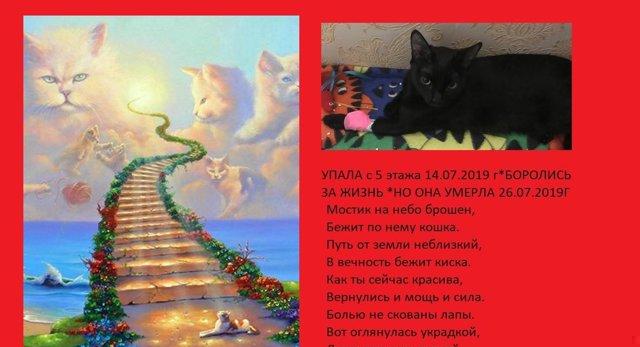 УПАЛА с 5 этажа 14.07.2019 г*БОРОЛИСЬ
ЗА ЖИЗНЬ *НО ОНА УМЕРЛА 26.07.2019Г
Мостик на небо брошен,
Бежит по нему кошка.
Путь от земли неблизкий,
В вечность бежит киска.
Как ты сейчас красива,
Вернулись и мощь и сила.
Болью не скованы лапы.
Вот оглянулась украдкой,